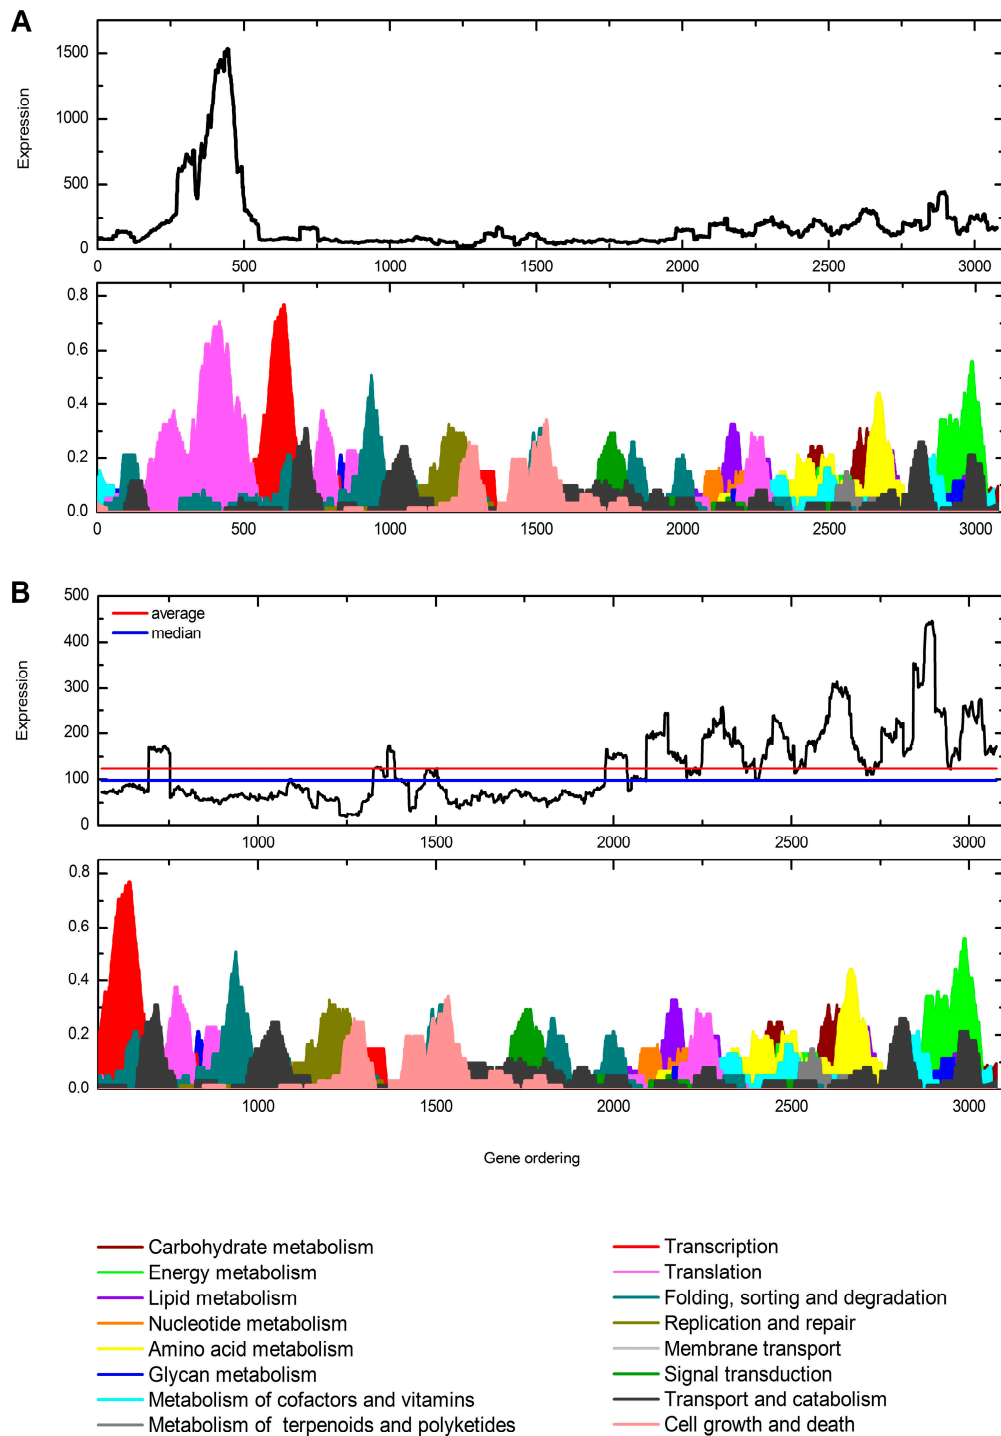 A
Expression
1500
1000
500
0
0 500 1000 1500 2000 2500 3000
0.8
0.6
0.4
0.2
0.0
0 500 1000 1500 2000 2500 3000
B
Expression
500
400
300
200
100
0
average
median
1000 1500 2000 2500 3000
0.8
0.6
0.4
0.2
0.0
1000 1500 2000 2500 3000
Gene ordering
Carbohydrate metabolism
Energy metabolism
Lipid metabolism
Nucleotide metabolism
Amino acid metabolism
Glycan metabolism
Metabolism of cofactors and vitamins
Metabolism of terpenoids and polyketides
Transcription
Translation
Folding, sorting and degradation
Replication and repair
Membrane transport
Signal transduction
Transport and catabolism
Cell growth and death